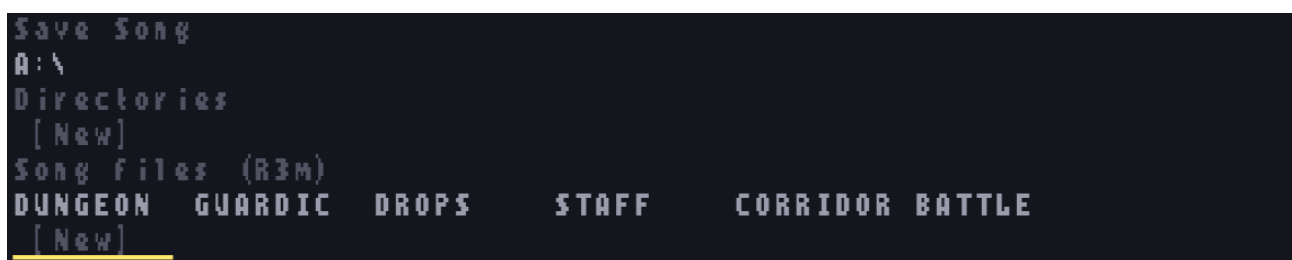 Save Song
A:\
Directories
[New]
Song files (R3m)
DUNGEON GUARDIC DROPS STAFF CORRIDOR BATTLE
[New]